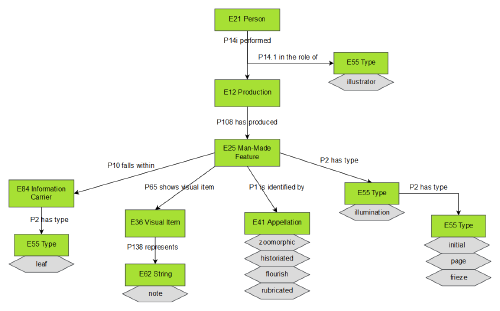 E21 Person
P14i performed
P14.1 in the role of
E55 Type
illustrator
E12 Production
P108 has produced
E25 Man-Made
Feature
P10 falls within
P65 shows visual item
P1 is identified by
P2 has type
E84 Information
Carrier
P2 has type
E55 Type
leaf
E36 Visual Item
P138 represents
E62 String
note
E41 Appellation
zoomorphic
historiated
flourish
rubricated
E55 Type
illumination
P2 has type
E55 Type
initial
page
frieze